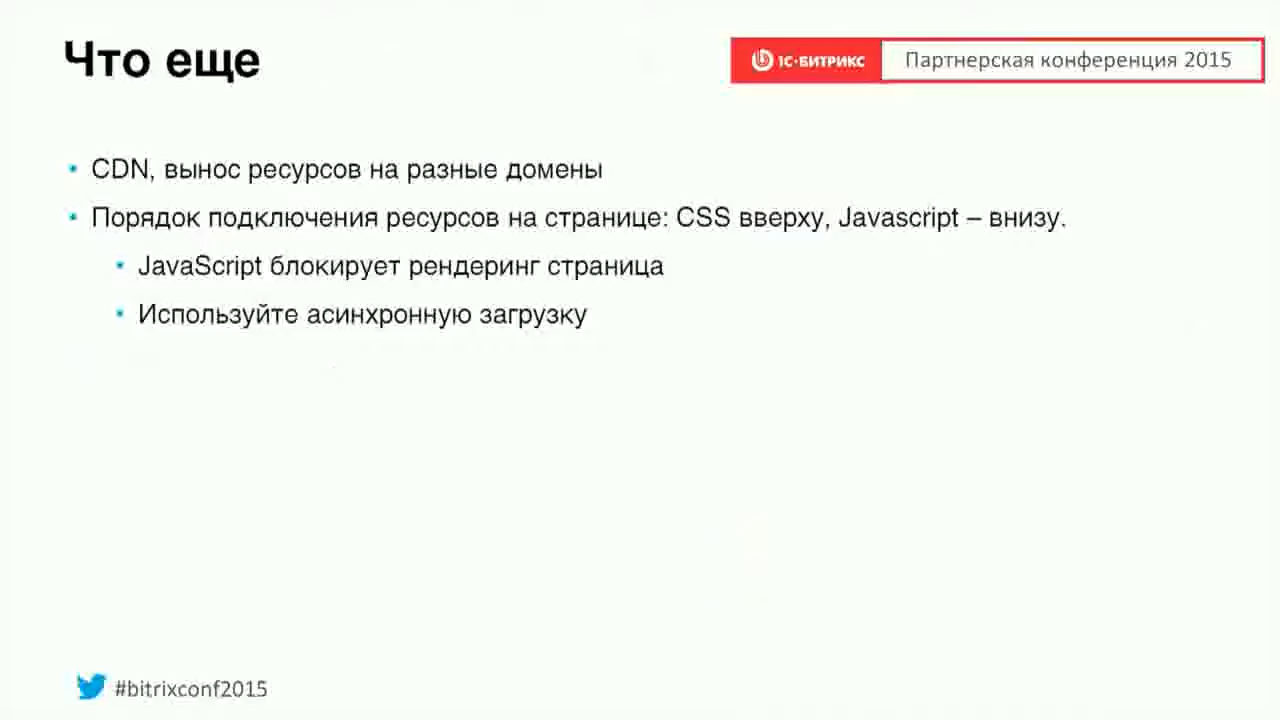 Что еще
1С·БИТРИКС Партнерская конференция 2015
• CDN, вынос ресурсов на разные домены
• Порядок подключения ресурсов на странице: CSS вверху, Javascript – внизу.
• JavaScript блокирует рендеринг страница
• Используйте асинхронную загрузку
#bitrixconf2015